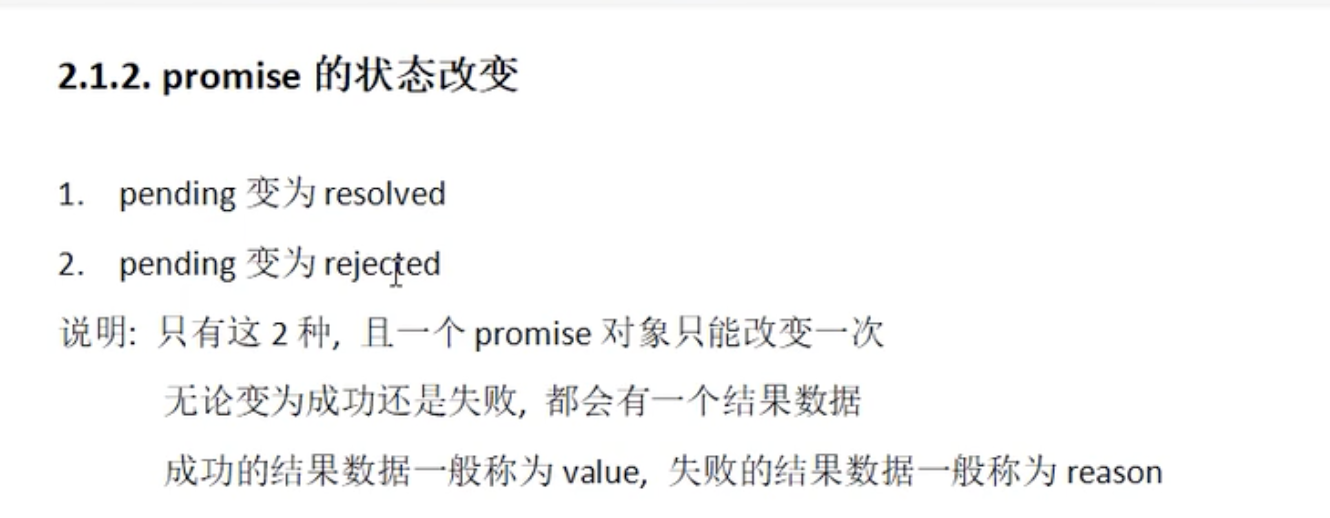 2.1.2. promise 的状态改变
1. pending 变为 resolved
2. pending 变为 rejected
说明: 只有这 2 种, 且一个 promise 对象只能改变一次
无论变为成功还是失败, 都会有一个结果数据
成功的结果数据一般称为 value, 失败的结果数据一般称为 reason